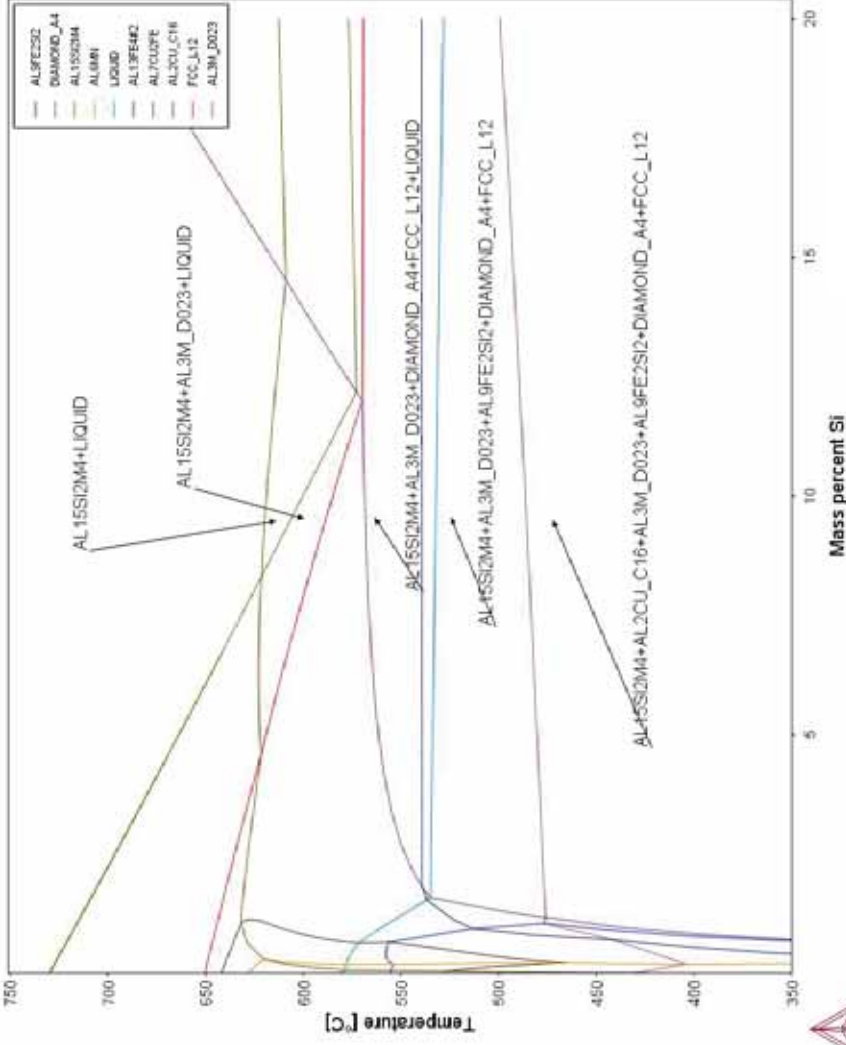 AL9FE2SI2
DIAMOND_A4
AL15SI2M4
AL6MN
LIQUID
AL13FE4#2
AL7CU2FE
AL2CU_C16
FCC_L12
AL3M_D023
AL15SI2M4+LIQUID
AL15SI2M4+AL3M_D023+LIQUID
AL15SI2M4+AL3M_D023+DIAMOND_A4+FCC_L12+LIQUID
AL15SI2M4+AL3M_D023+AL9FE2SI2+DIAMOND_A4+FCC_L12
AL15SI2M4+AL2CU_C16+AL3M_D023+AL9FE2SI2+DIAMOND_A4+FCC_L12
750
700
650
600
550
500
450
400
350
Temperature [°C]
5
10
15
20
Mass percent Si